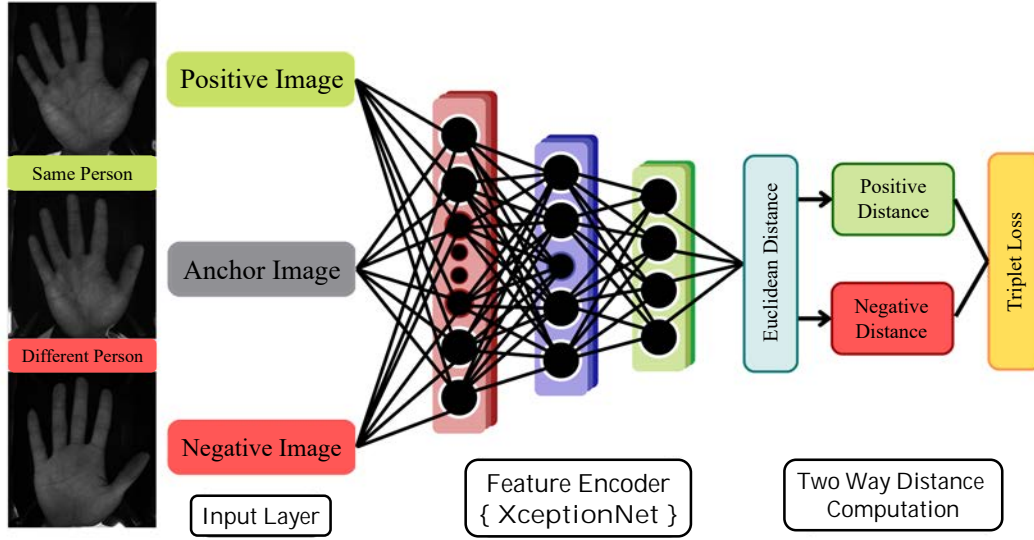 Same Person
Different Person
Positive Image
Anchor Image
Negative Image
Input Layer
Feature Encoder
{ XceptionNet }
Euclidean Distance
Positive
Distance
Negative
Distance
Triplet Loss
Two Way Distance
Computation